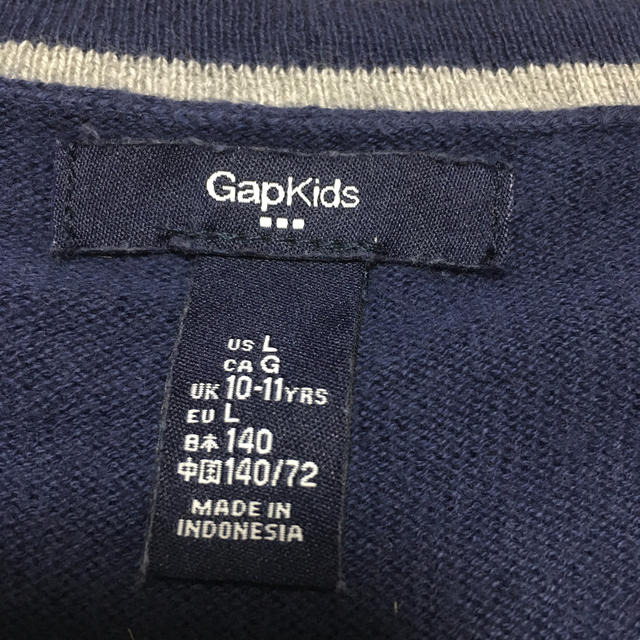 GapKids
US L
CA G
UK 10-11YRS
EU L
日本 140
中国 140/72
MADE IN
INDONESIA